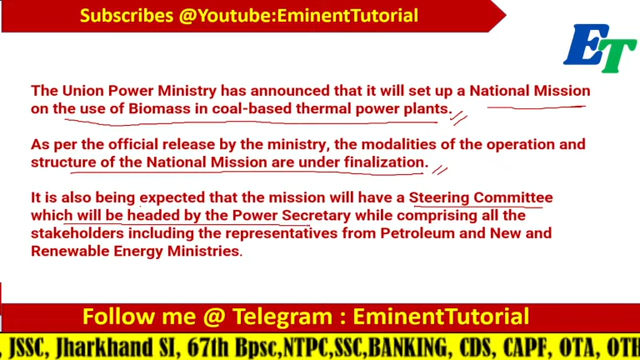 Subscribes @Youtube:EminentTutorial
ET
The Union Power Ministry has announced that it will set up a National Mission
on the use of Biomass in coal-based thermal power plants.
As per the official release by the ministry, the modalities of the operation and
structure of the National Mission are under finalization.
It is also being expected that the mission will have a Steering Committee
which will be headed by the Power Secretary while comprising all the
stakeholders including the representatives from Petroleum and New and
Renewable Energy Ministries.
Follow me @ Telegram : EminentTutorial
, JSSC, Jharkhand SI, 67th Bpsc,NTPC,SSC,BANKING, CDS, CAPF, OTA, OTH